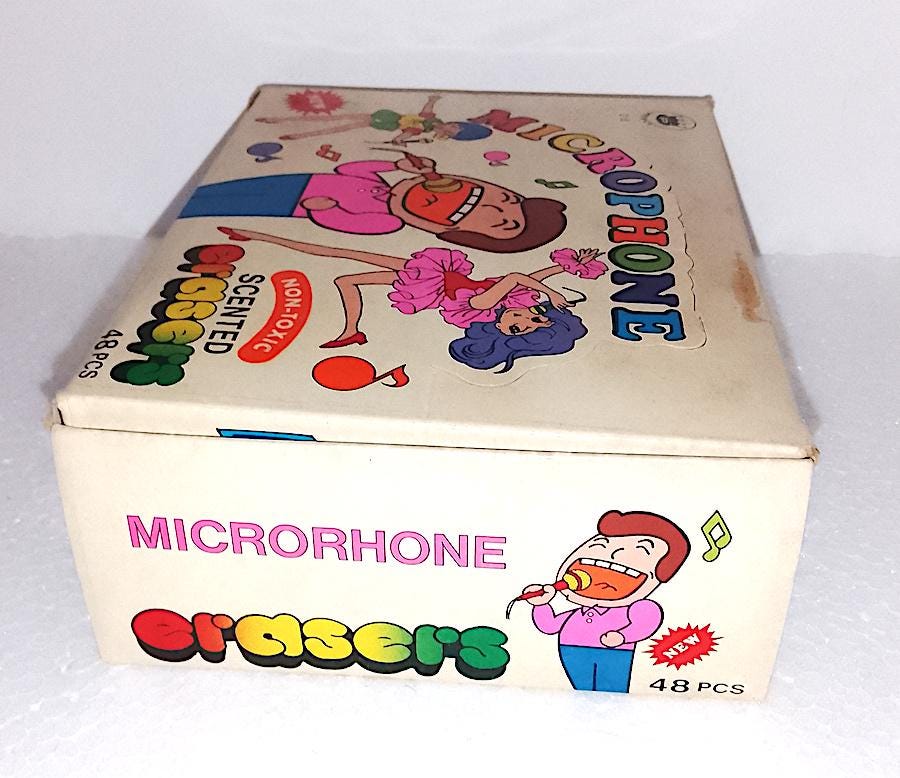 NEW
MICROPHONE
erasers
SCENTED
NON-TOXIC
48 PCS
MICRORHONE
erasers
NEW
48 PCS